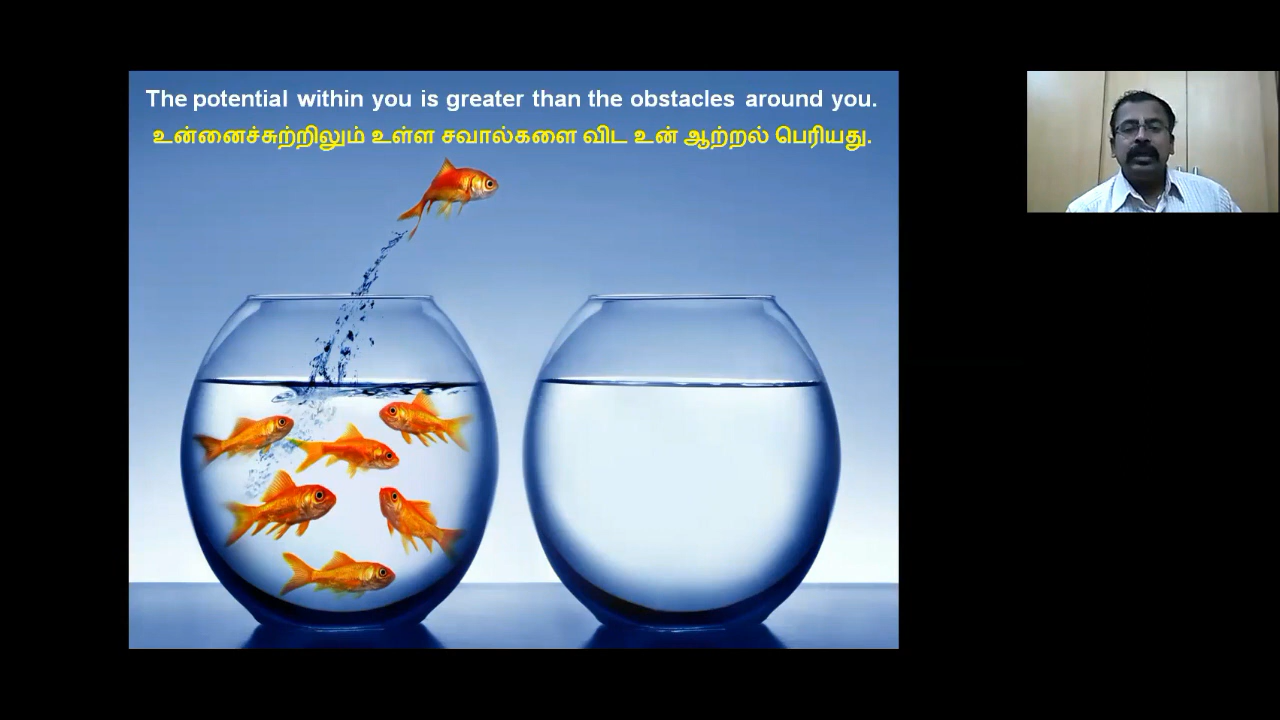 The potential within you is greater than the obstacles around you.
உன்னைச்சுற்றிலும் உள்ள சவால்களை விட உன் ஆற்றல் பெரியது.